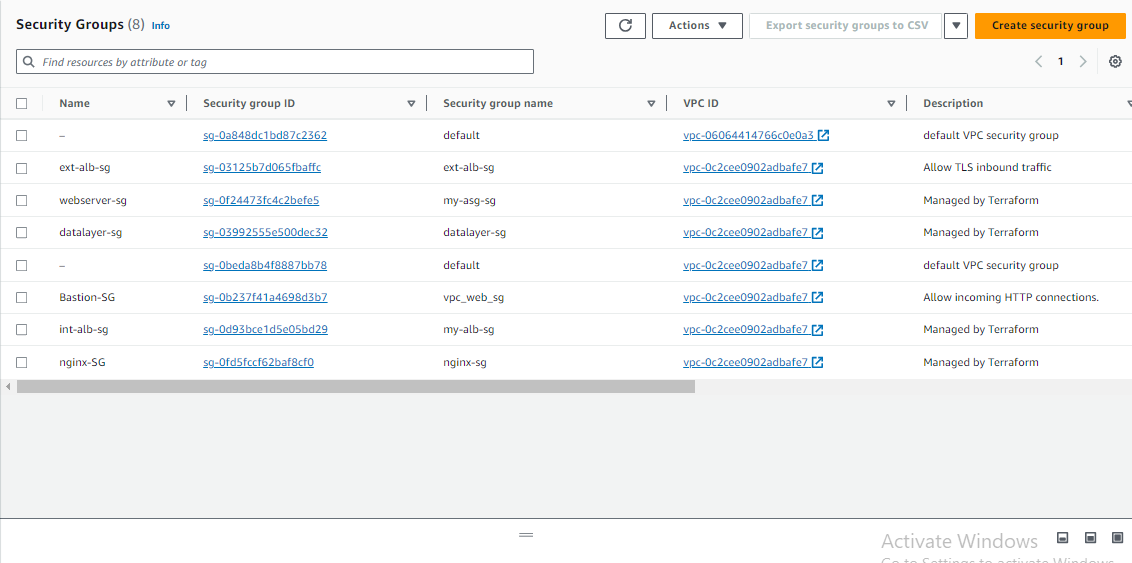 Security Groups (8) Info
Actions
Export security groups to CSV
Create security group
Find resources by attribute or tag
1
Name Security group ID Security group name VPC ID Description
– sg-0a848dc1bd87c2362 default vpc-06064414766c0e0a3 default VPC security group
ext-alb-sg sg-03125b7d065fbaffc ext-alb-sg vpc-0c2cee0902adbafe7 Allow TLS inbound traffic
webserver-sg sg-0f24473fc4c2befe5 my-asg-sg vpc-0c2cee0902adbafe7 Managed by Terraform
datalayer-sg sg-03992555e500dec32 datalayer-sg vpc-0c2cee0902adbafe7 Managed by Terraform
– sg-0beda8b4f8887bb78 default vpc-0c2cee0902adbafe7 default VPC security group
Bastion-SG sg-0b237f41a4698d3b7 vpc_web_sg vpc-0c2cee0902adbafe7 Allow incoming HTTP connections.
int-alb-sg sg-0d93bce1d5e05bd29 my-alb-sg vpc-0c2cee0902adbafe7 Managed by Terraform
nginx-SG sg-0fd5fccf62baf8cf0 nginx-sg vpc-0c2cee0902adbafe7 Managed by Terraform
Activate Windows
Go to Settings to activate Windows